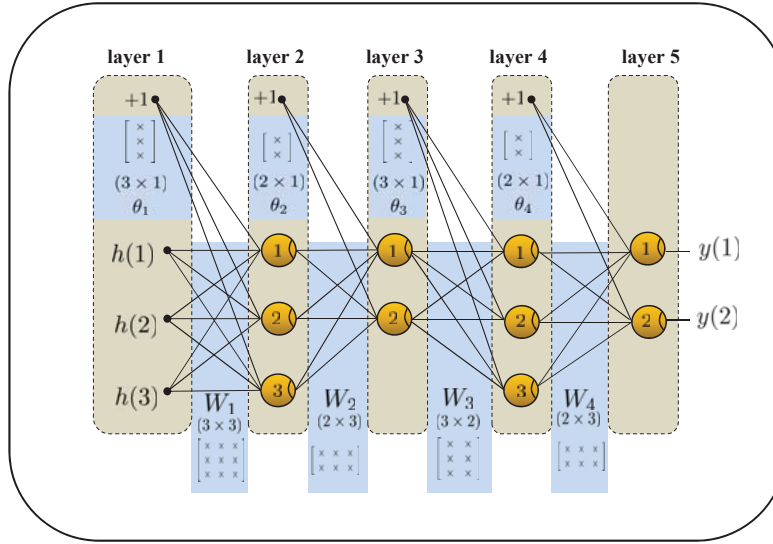 layer 1 layer 2 layer 3 layer 4 layer 5
+1 +1 +1 +1
[× × ×] [× ×] [× × ×] [× ×]
(3 × 1) (2 × 1) (3 × 1) (2 × 1)
θ₁ θ₂ θ₃ θ₄
h(1) 1 1 1 1 y(1)
h(2) 2 2 2 2 y(2)
h(3) 3 3
W₁ W₂ W₃ W₄
(3 × 3) (2 × 3) (3 × 2) (2 × 3)
× × × × × × × × × × ×
× × × × × × × × × × ×
× × × × ×